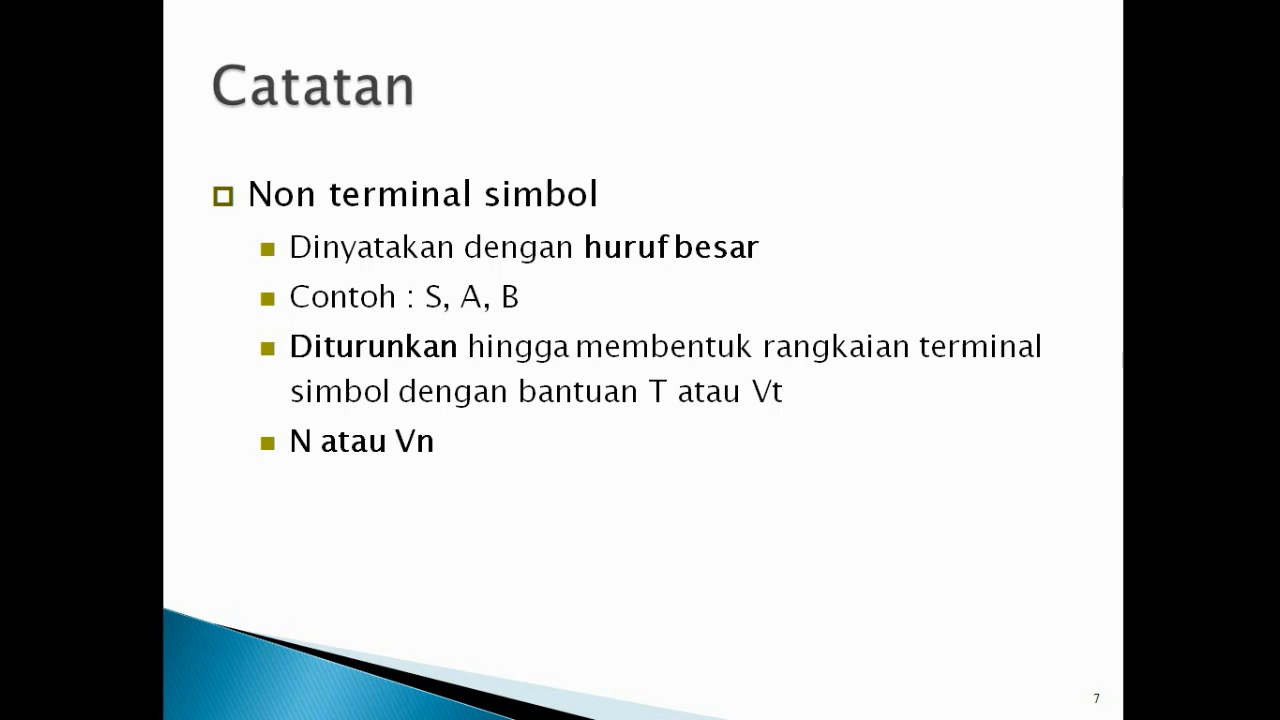 Catatan
Non terminal simbol
Dinyatakan dengan huruf besar
Contoh : S, A, B
Diturunkan hingga membentuk rangkaian terminal
simbol dengan bantuan T atau Vt
N atau Vn
7